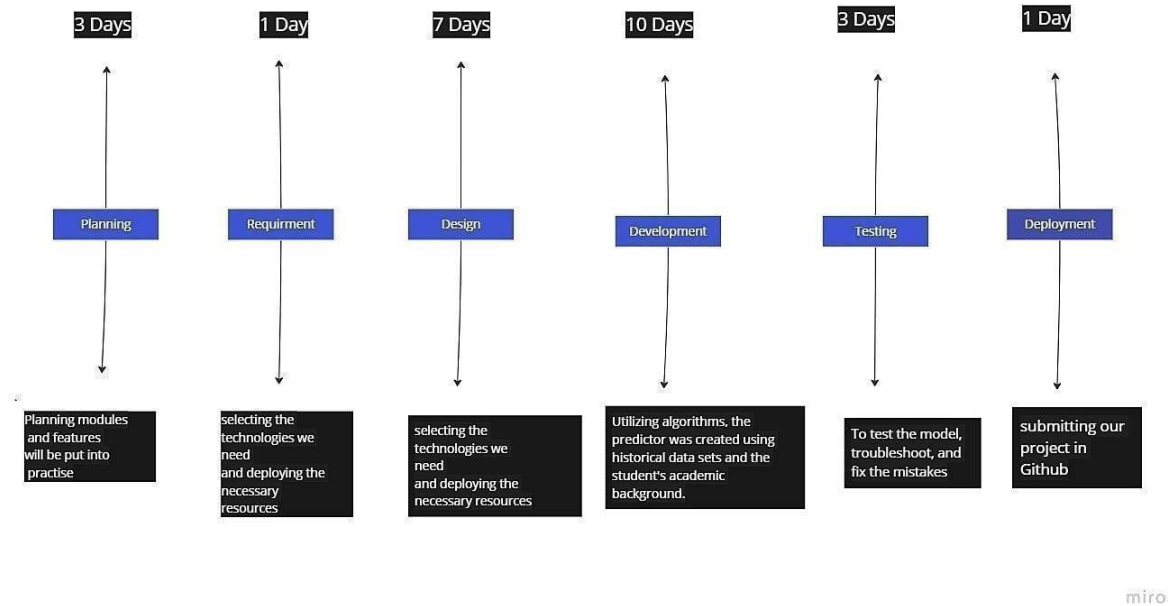 3 Days
1 Day
7 Days
10 Days
3 Days
1 Day
Planning
Requirment
Design
Development
Testing
Deployment
Planning modules
and features
will be put into
practise
selecting the
technologies we
need
and deploying the
necessary
resources
selecting the
technologies we
need
and deploying the
necessary resources
Utilizing algorithms, the
predictor was created using
historical data sets and the
student's academic
background.
To test the model,
troubleshoot, and
fix the mistakes
submitting our
project in
Github
miro